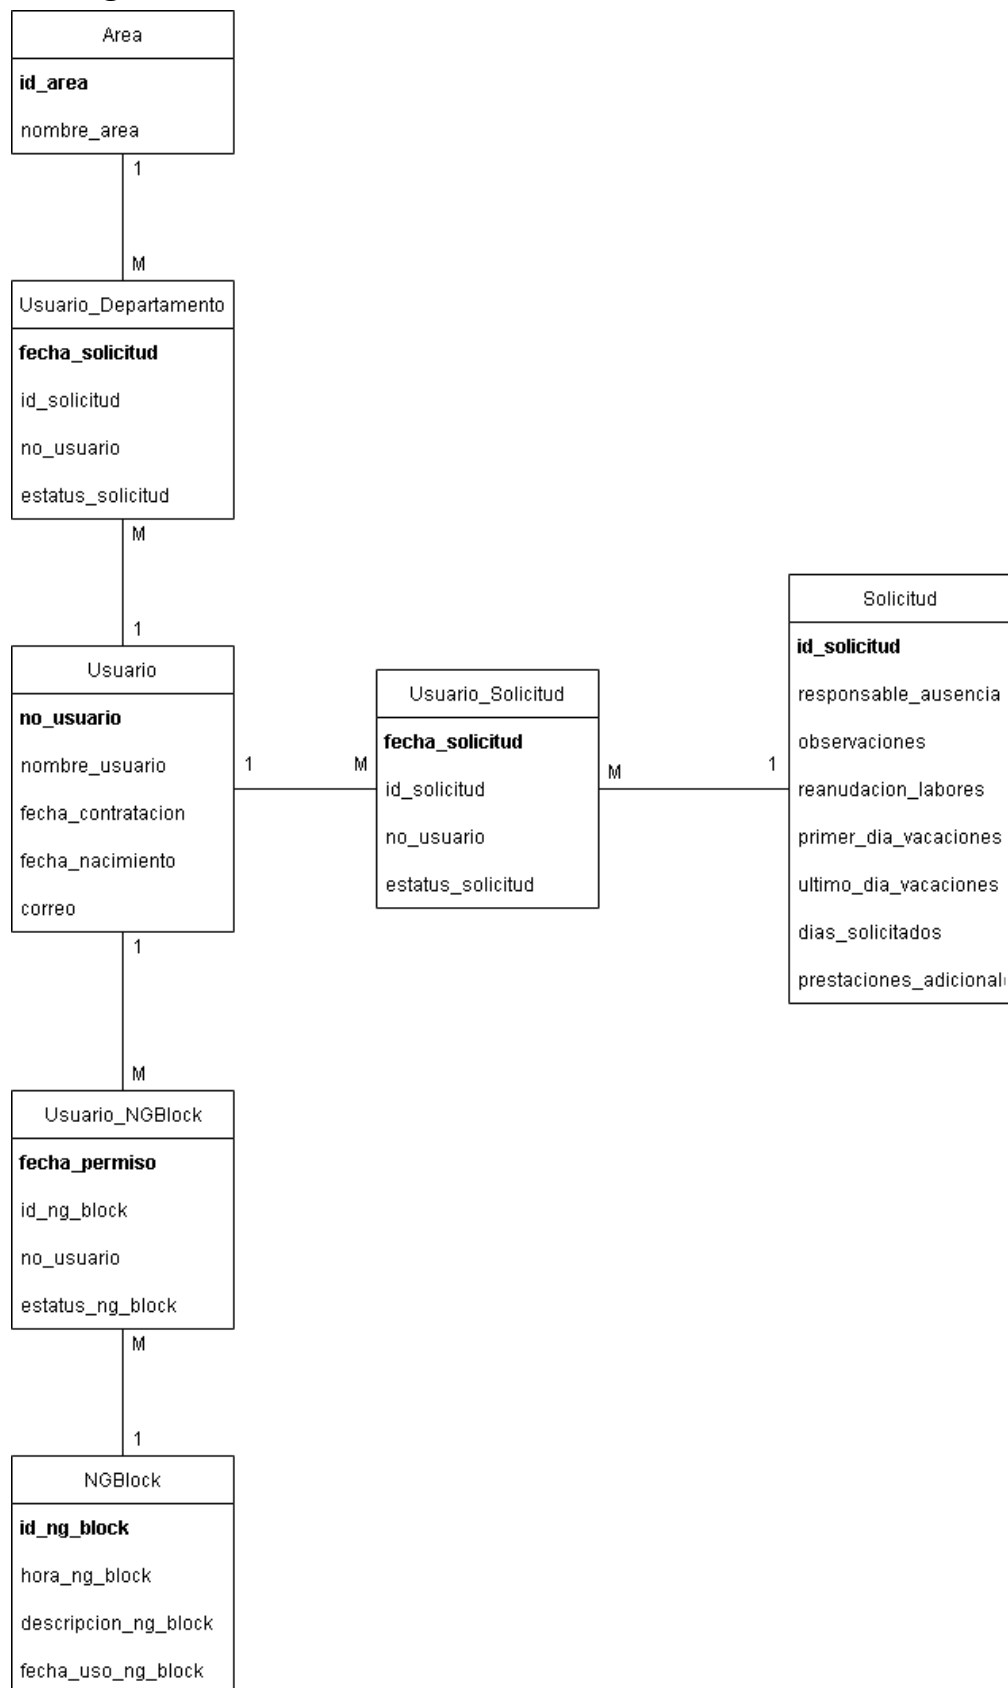 Area
id_area
nombre_area
1
M
Usuario_Departamento
fecha_solicitud
id_solicitud
no_usuario
estatus_solicitud
M
1
Usuario
no_usuario
nombre_usuario
fecha_contratacion
fecha_nacimiento
correo
1
M
Usuario_Solicitud
fecha_solicitud
id_solicitud
no_usuario
estatus_solicitud
M
1
Solicitud
id_solicitud
responsable_ausencia
observaciones
reanudacion_labores
primer_dia_vacaciones
ultimo_dia_vacaciones
dias_solicitados
prestaciones_adicional
1
M
Usuario_NGBlock
fecha_permiso
id_ng_block
no_usuario
estatus_ng_block
M
1
NGBlock
id_ng_block
hora_ng_block
descripcion_ng_block
fecha_uso_ng_block